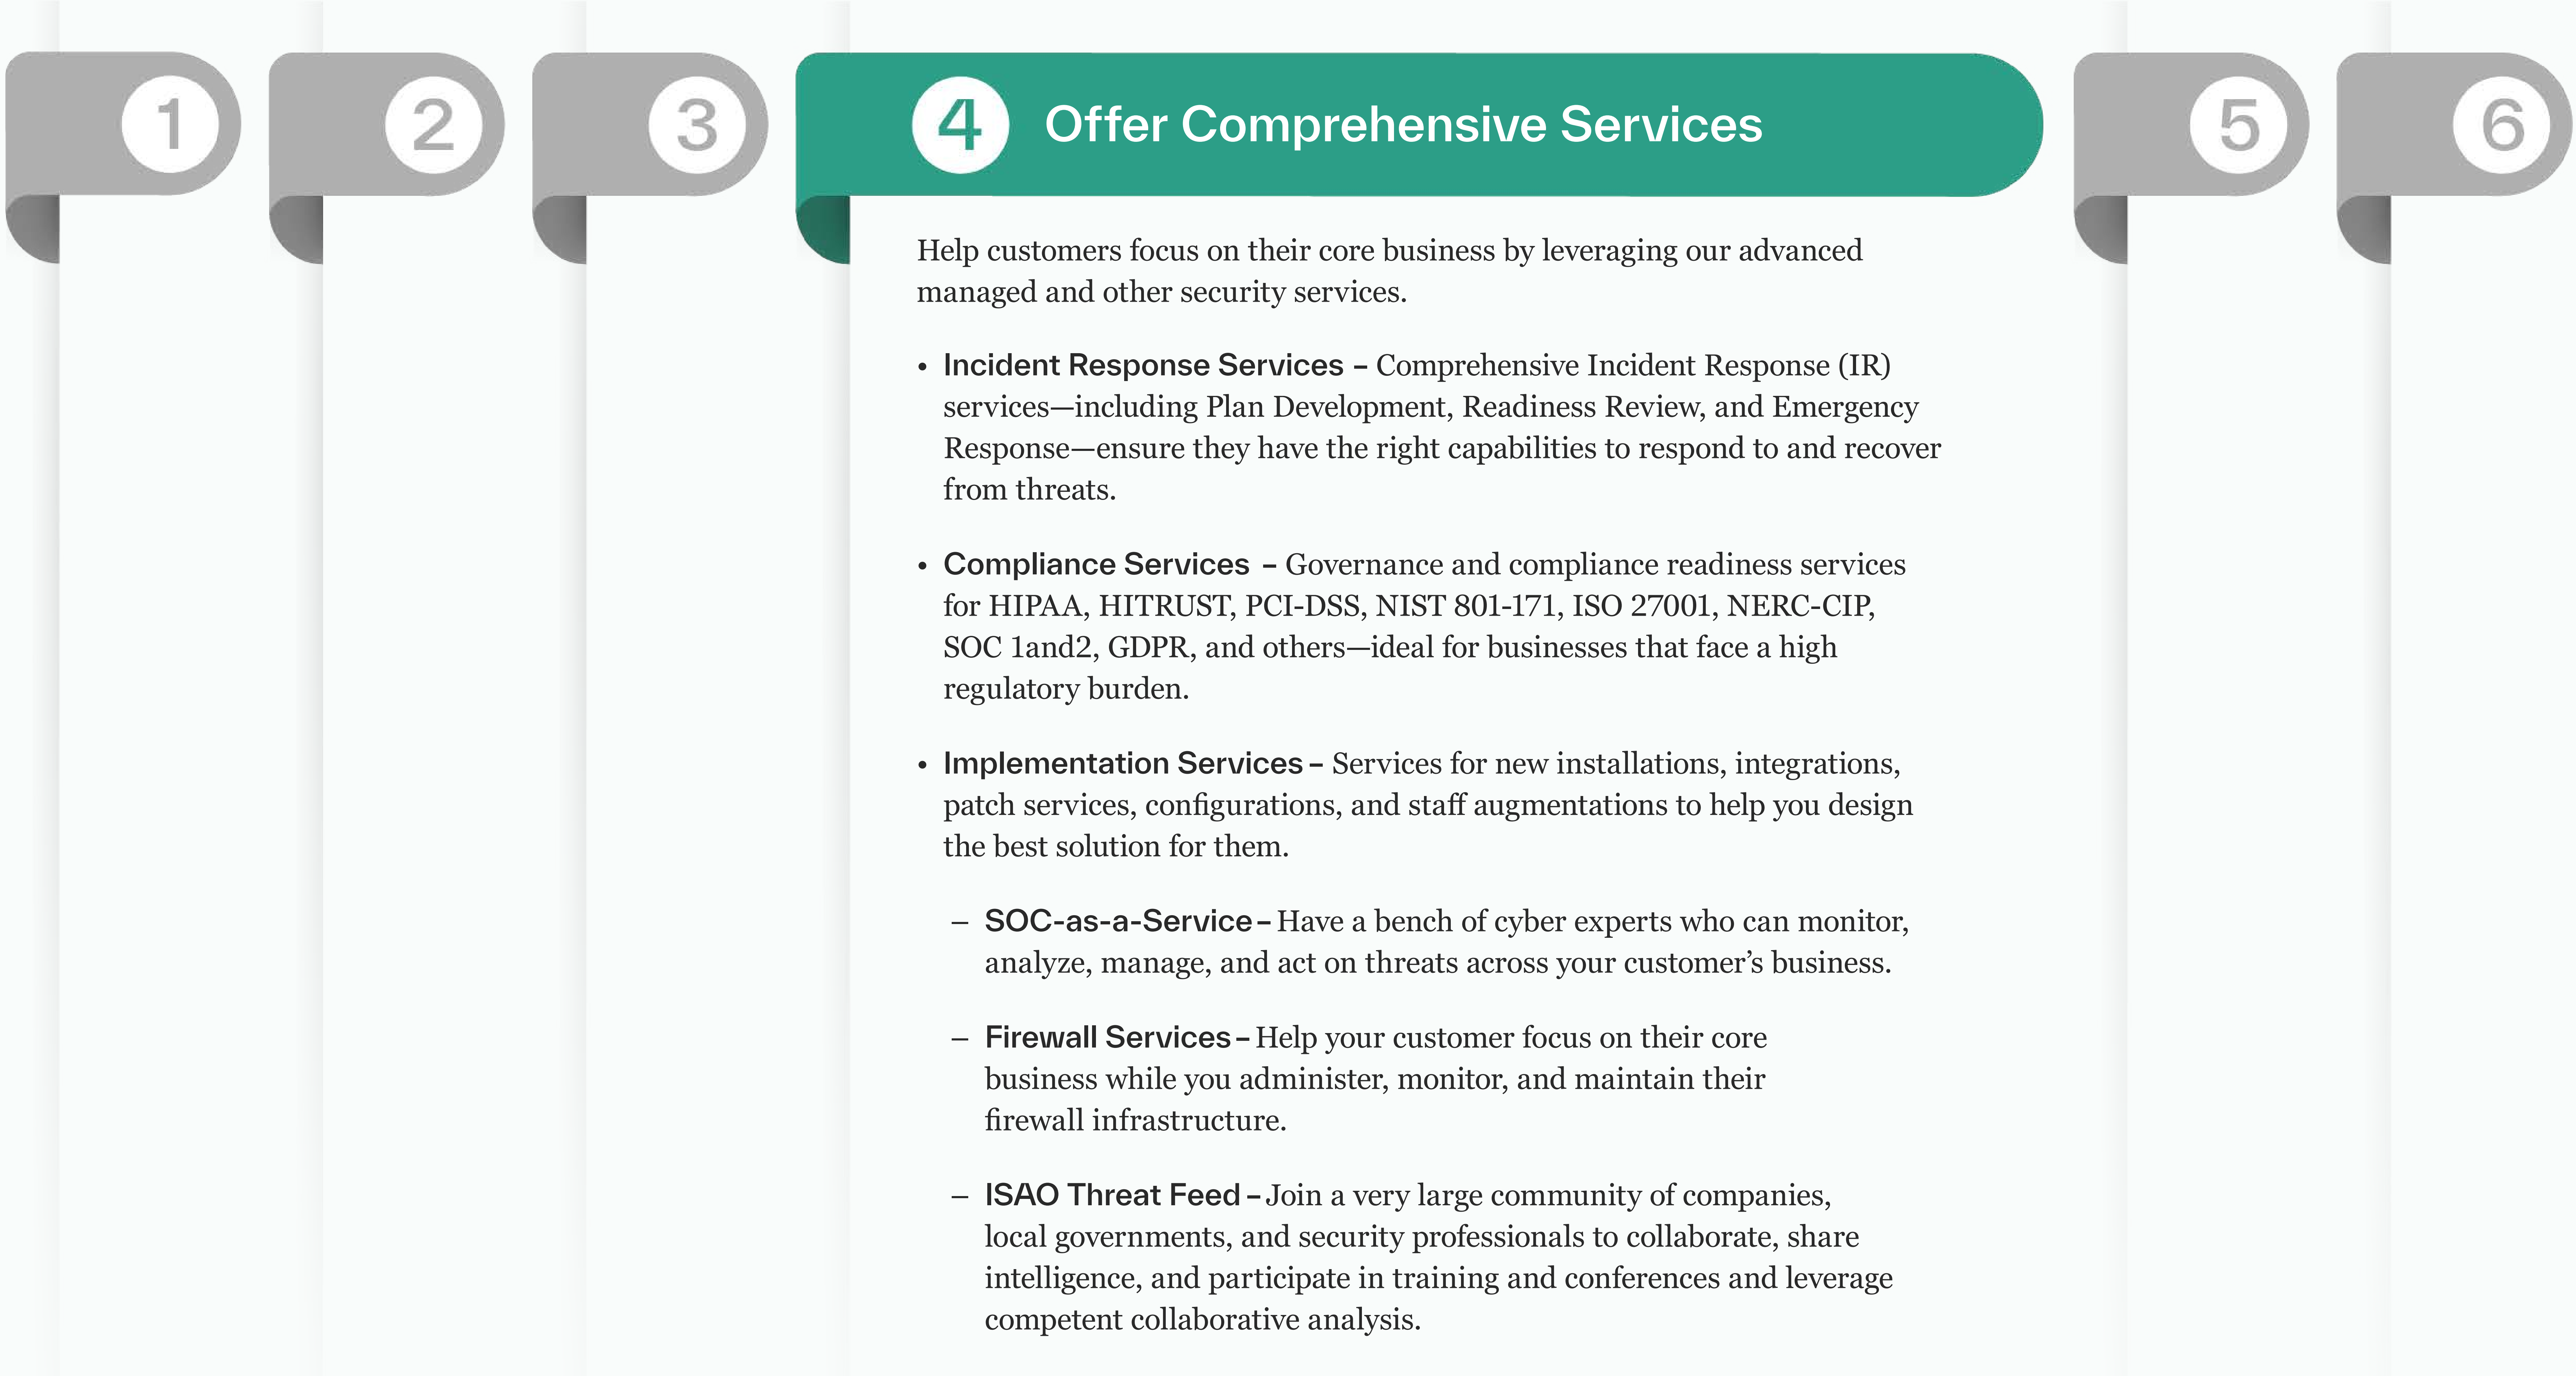 1
2
3
4 Offer Comprehensive Services
5
6
Help customers focus on their core business by leveraging our advanced
managed and other security services.
• Incident Response Services – Comprehensive Incident Response (IR)
services—including Plan Development, Readiness Review, and Emergency
Response—ensure they have the right capabilities to respond to and recover
from threats.
• Compliance Services – Governance and compliance readiness services
for HIPAA, HITRUST, PCI-DSS, NIST 801-171, ISO 27001, NERC-CIP,
SOC 1and2, GDPR, and others—ideal for businesses that face a high
regulatory burden.
• Implementation Services – Services for new installations, integrations,
patch services, configurations, and staff augmentations to help you design
the best solution for them.
– SOC-as-a-Service – Have a bench of cyber experts who can monitor,
analyze, manage, and act on threats across your customer’s business.
– Firewall Services – Help your customer focus on their core
business while you administer, monitor, and maintain their
firewall infrastructure.
– ISAO Threat Feed – Join a very large community of companies,
local governments, and security professionals to collaborate, share
intelligence, and participate in training and conferences and leverage
competent collaborative analysis.